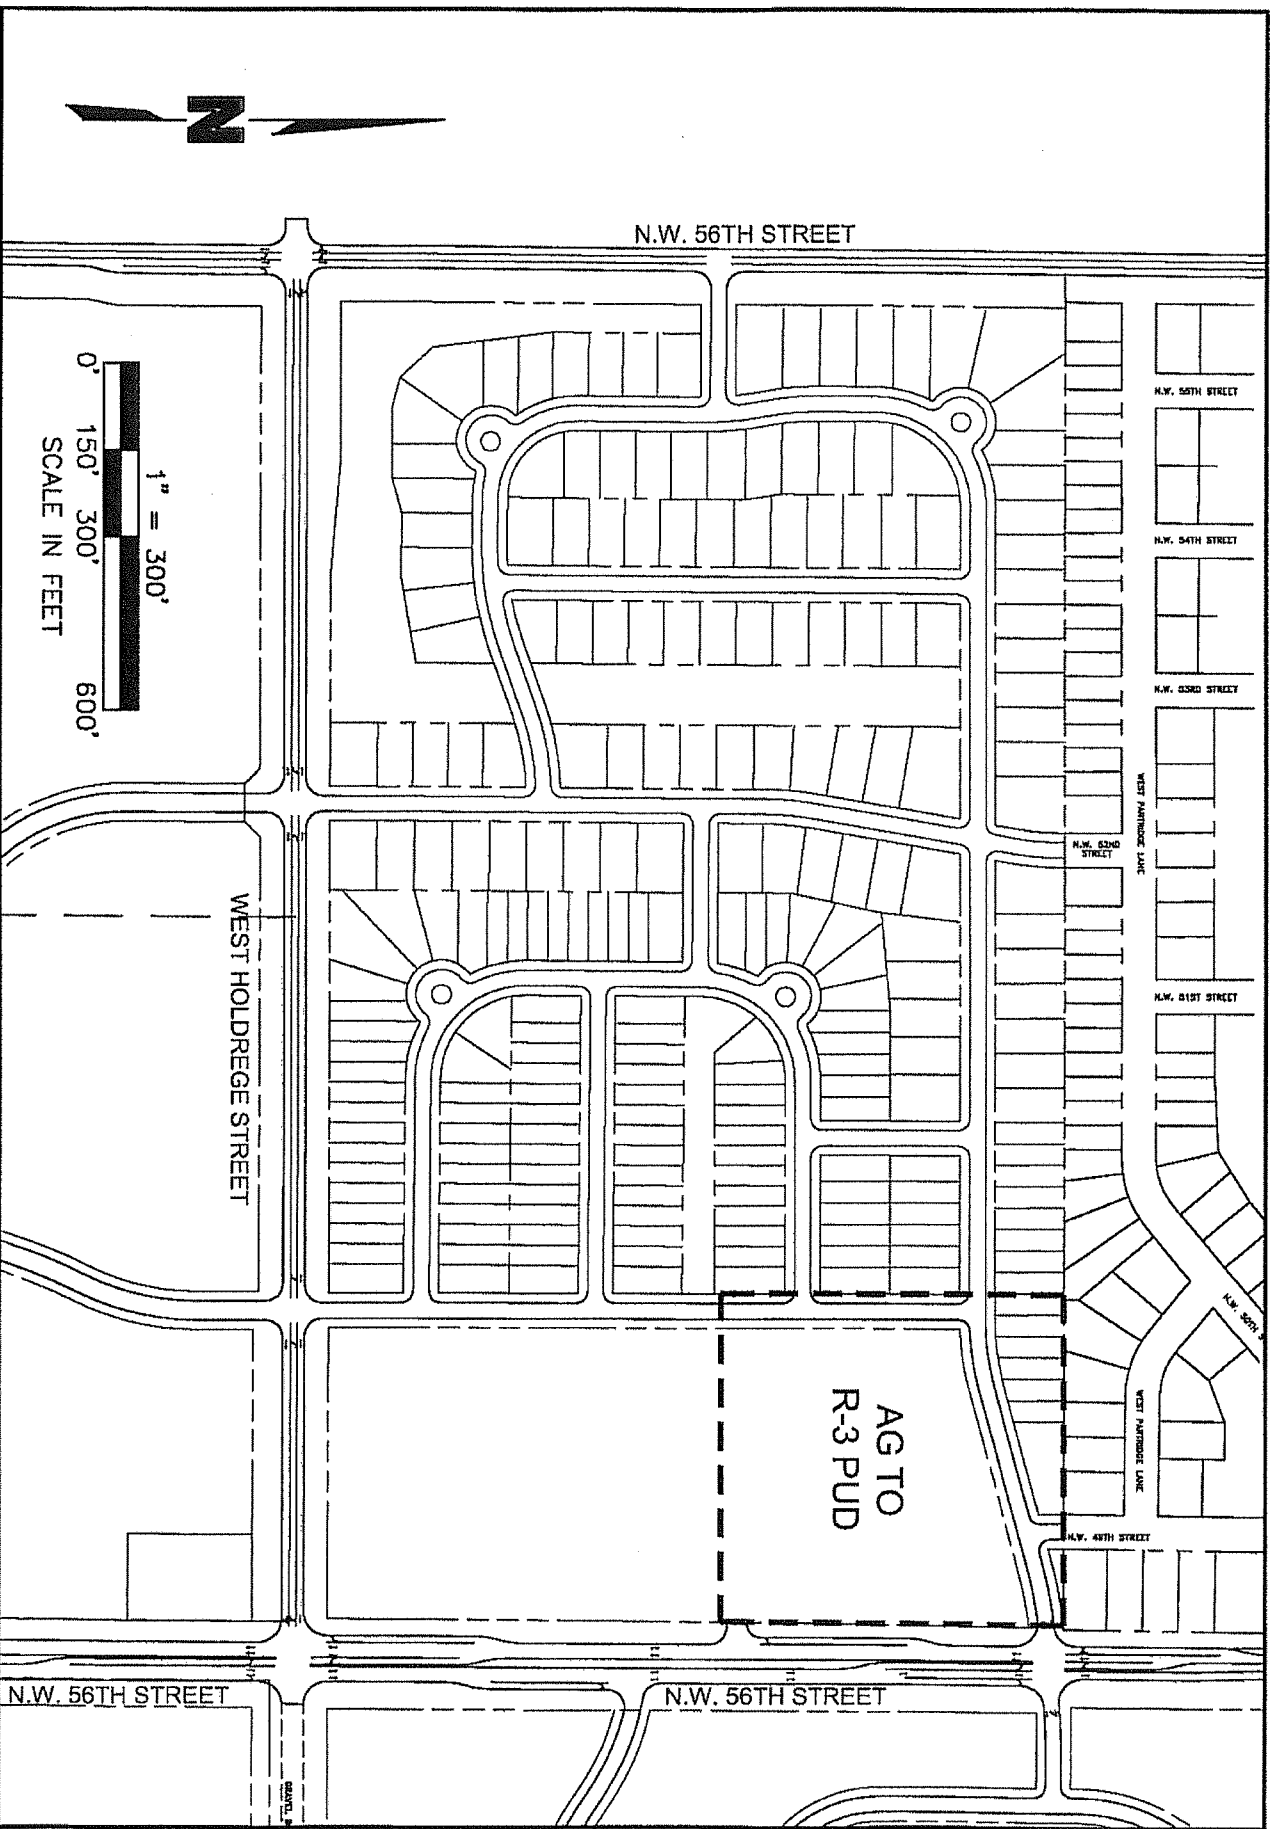 N
N.W. 56TH STREET
N.W. 55TH STREET
N.W. 54TH STREET
N.W. 53RD STREET
WEST PARTRIDGE LANE
N.W. 52ND
STREET
N.W. 51ST STREET
N.W. 50TH S
WEST PARTRIDGE LANE
N.W. 49TH STREET
1" = 300'
0' 150' 300' 600'
SCALE IN FEET
WEST HOLDREGE STREET
AG TO
R-3 PUD
N.W. 56TH STREET
N.W. 56TH STREET
GRAVEL